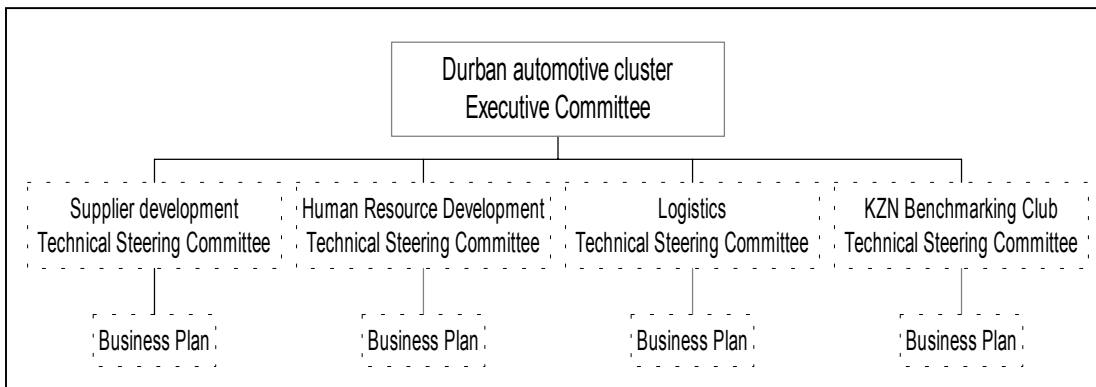 Durban automotive cluster
Executive Committee
Supplier development
Technical Steering Committee
Human Resource Development
Technical Steering Committee
Logistics
Technical Steering Committee
KZN Benchmarking Club
Technical Steering Committee
Business Plan
Business Plan
Business Plan
Business Plan